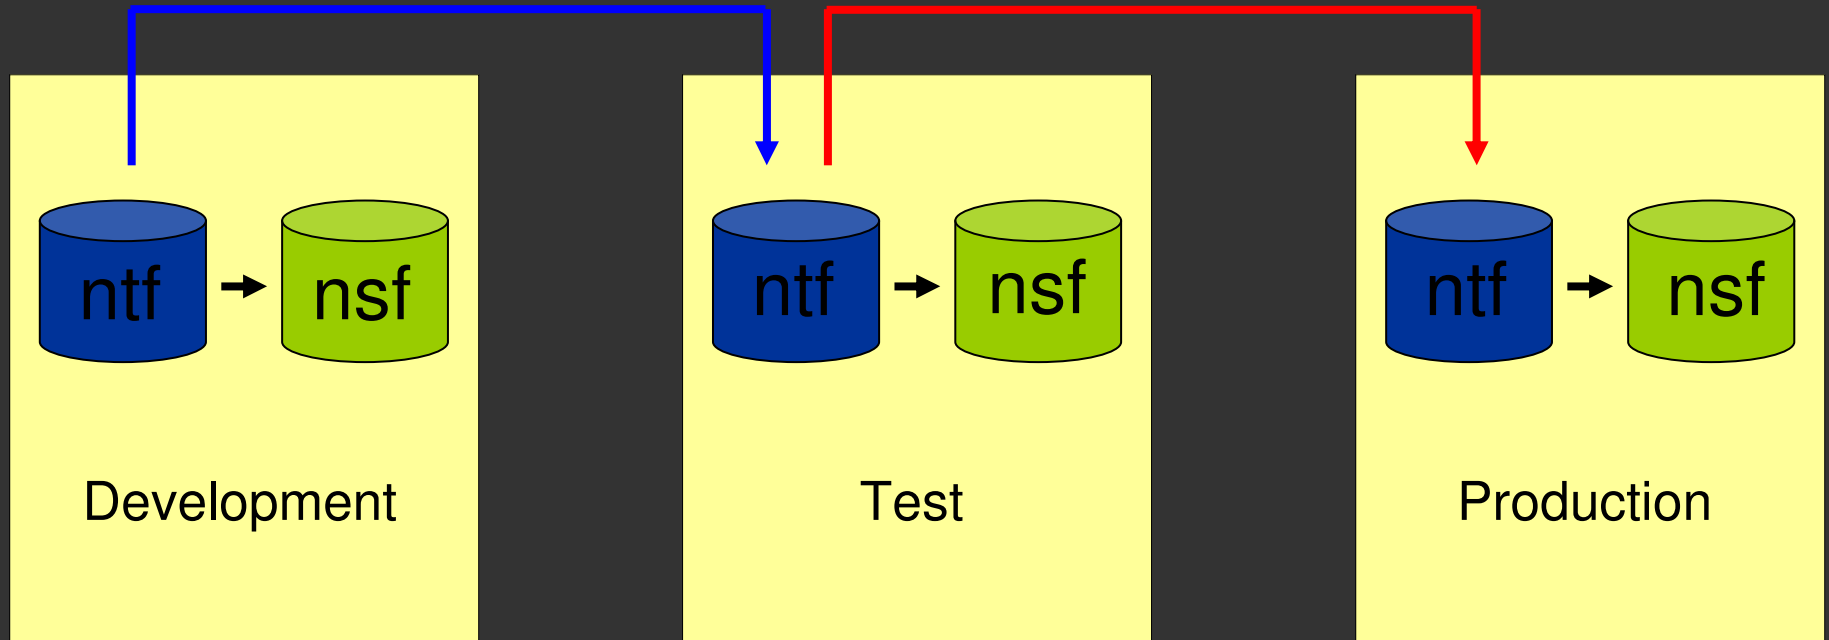 ntf
nsf
Development
ntf
nsf
Test
ntf
nsf
Production